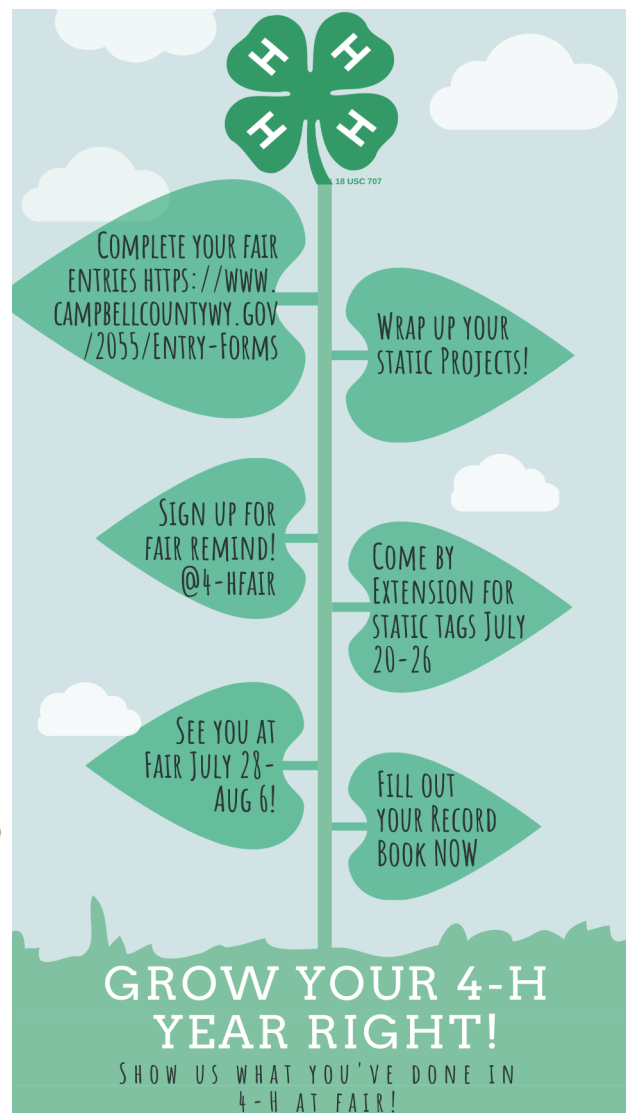 H H
H H
18 USC 707
Complete your fair
entries https://www.
campbellcountywy.gov
/2055/Entry-Forms
Wrap up your
static Projects!
Sign up for
fair remind!
@4-hfair
Come by
Extension for
static tags July
20-26
See you at
Fair July 28-
Aug 6!
Fill out
your Record
Book NOW
GROW YOUR 4-H
YEAR RIGHT!
Show us what you've done in
4-H at fair!